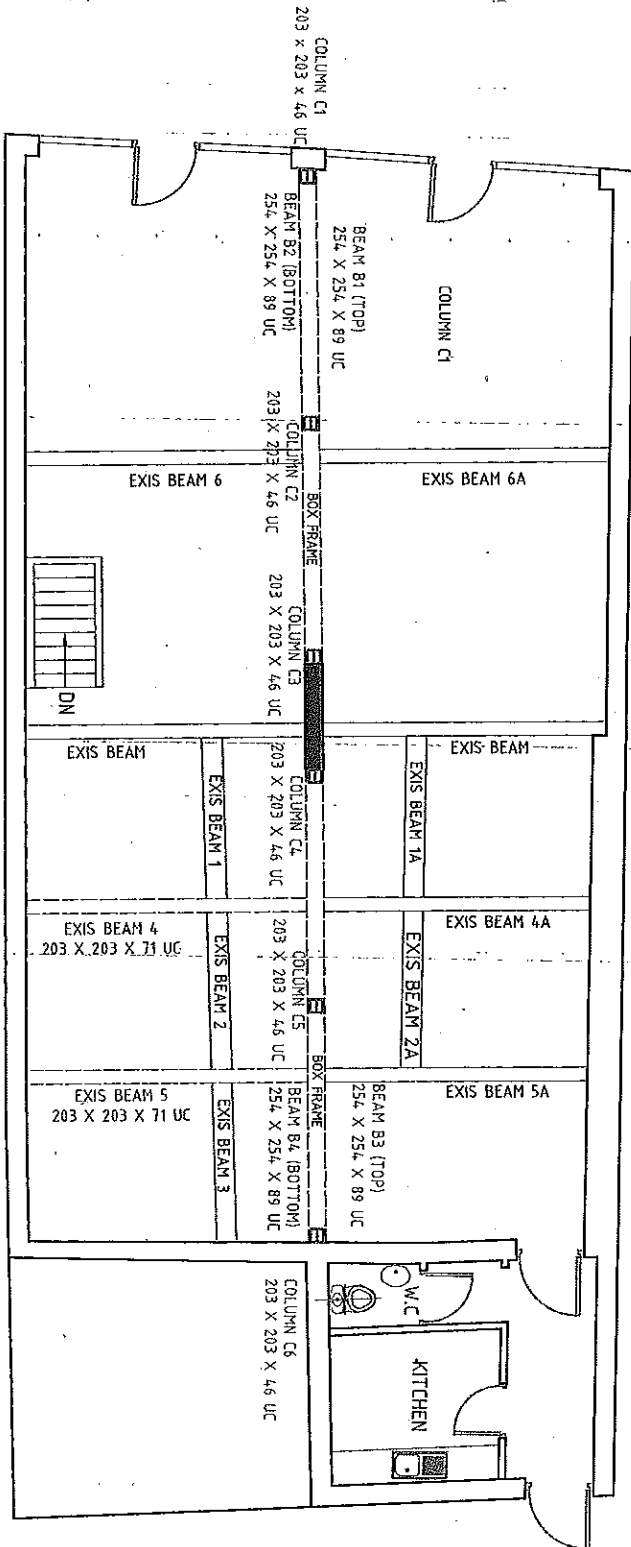 COLUMN C1
203 x 203 x 46 UC
BEAM B1 (TOP)
254 X 254 X 89 UC
BEAM B2 (BOTTOM)
254 X 254 X 89 UC
COLUMN C1
COLUMN C2
203 X 203 X 46 UC
BOX FRAME
EXIS BEAM 6
EXIS BEAM 6A
COLUMN C3
203 X 203 X 46 UC
DN
EXIS BEAM
EXIS BEAM
EXIS BEAM 1
EXIS BEAM 1A
COLUMN C4
203 X 203 X 46 UC
EXIS BEAM 4
203 X 203 X 71 UC
EXIS BEAM 4A
EXIS BEAM 2
EXIS BEAM 2A
COLUMN C5
203 X 203 X 46 UC
BOX FRAME
EXIS BEAM 5
203 X 203 X 71 UC
EXIS BEAM 5A
EXIS BEAM 3
BEAM B3 (TOP)
254 X 254 X 89 UC
BEAM B4 (BOTTOM)
254 X 254 X 89 UC
COLUMN C6
203 X 203 X 46 UC
W.C
KITCHEN